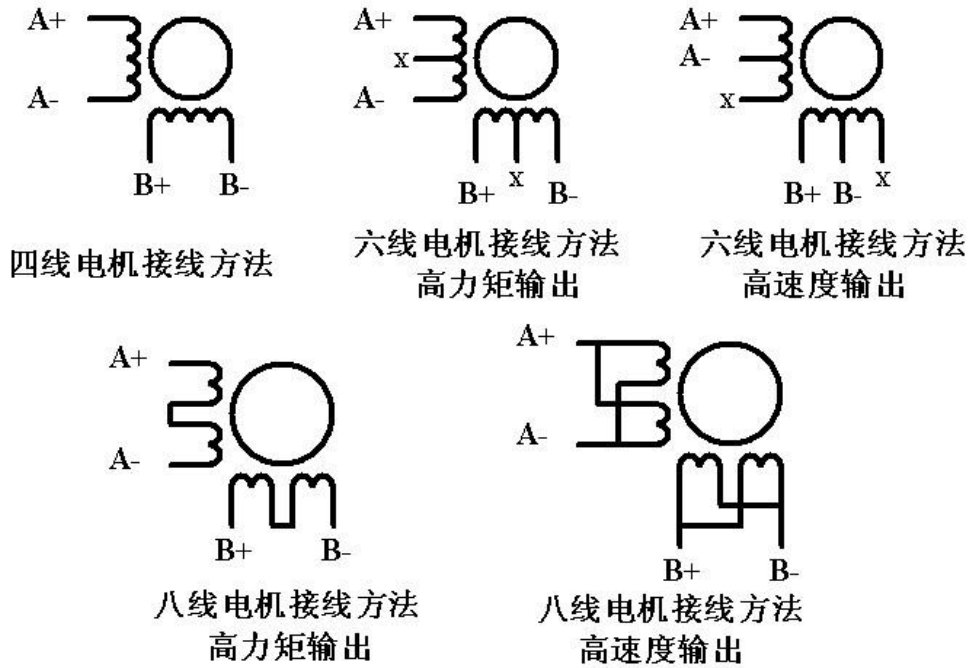 A+
A-
B+ B-
四线电机接线方法
A+
x
A-
x
B+ B-
六线电机接线方法
高力矩输出
A+
A-
x
B+ B- x
六线电机接线方法
高速度输出
A+
A-
B+ B-
八线电机接线方法
高力矩输出
A+
A-
B+ B-
八线电机接线方法
高速度输出